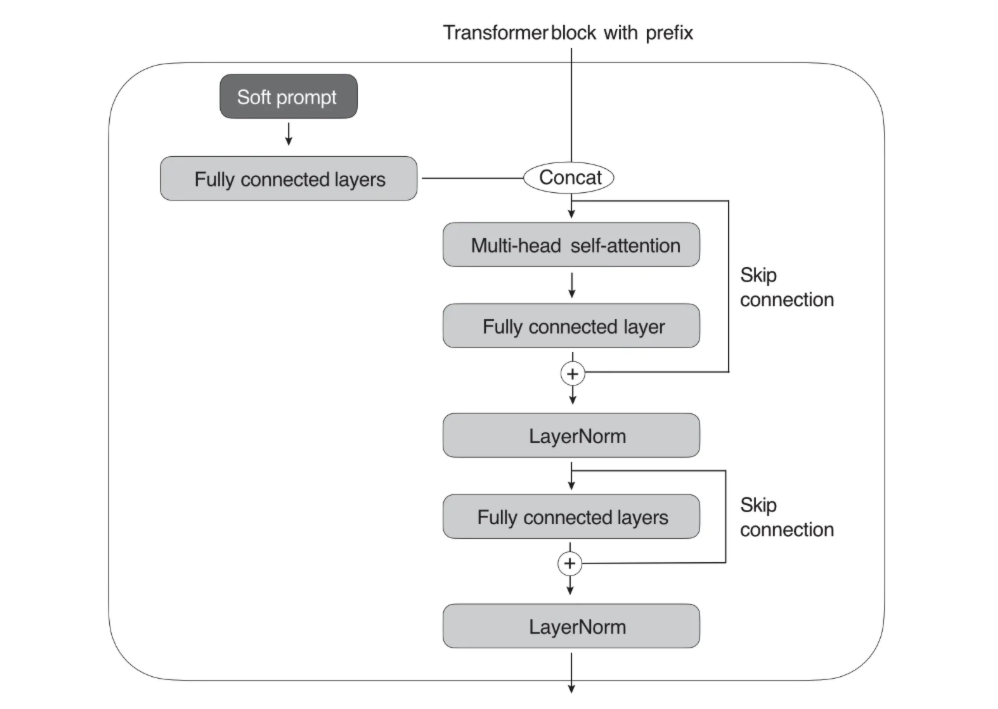 Transformer block with prefix
Soft prompt
Fully connected layers
Concat
Multi-head self-attention
Skip
connection
Fully connected layer
+
LayerNorm
Fully connected layers
Skip
connection
+
LayerNorm